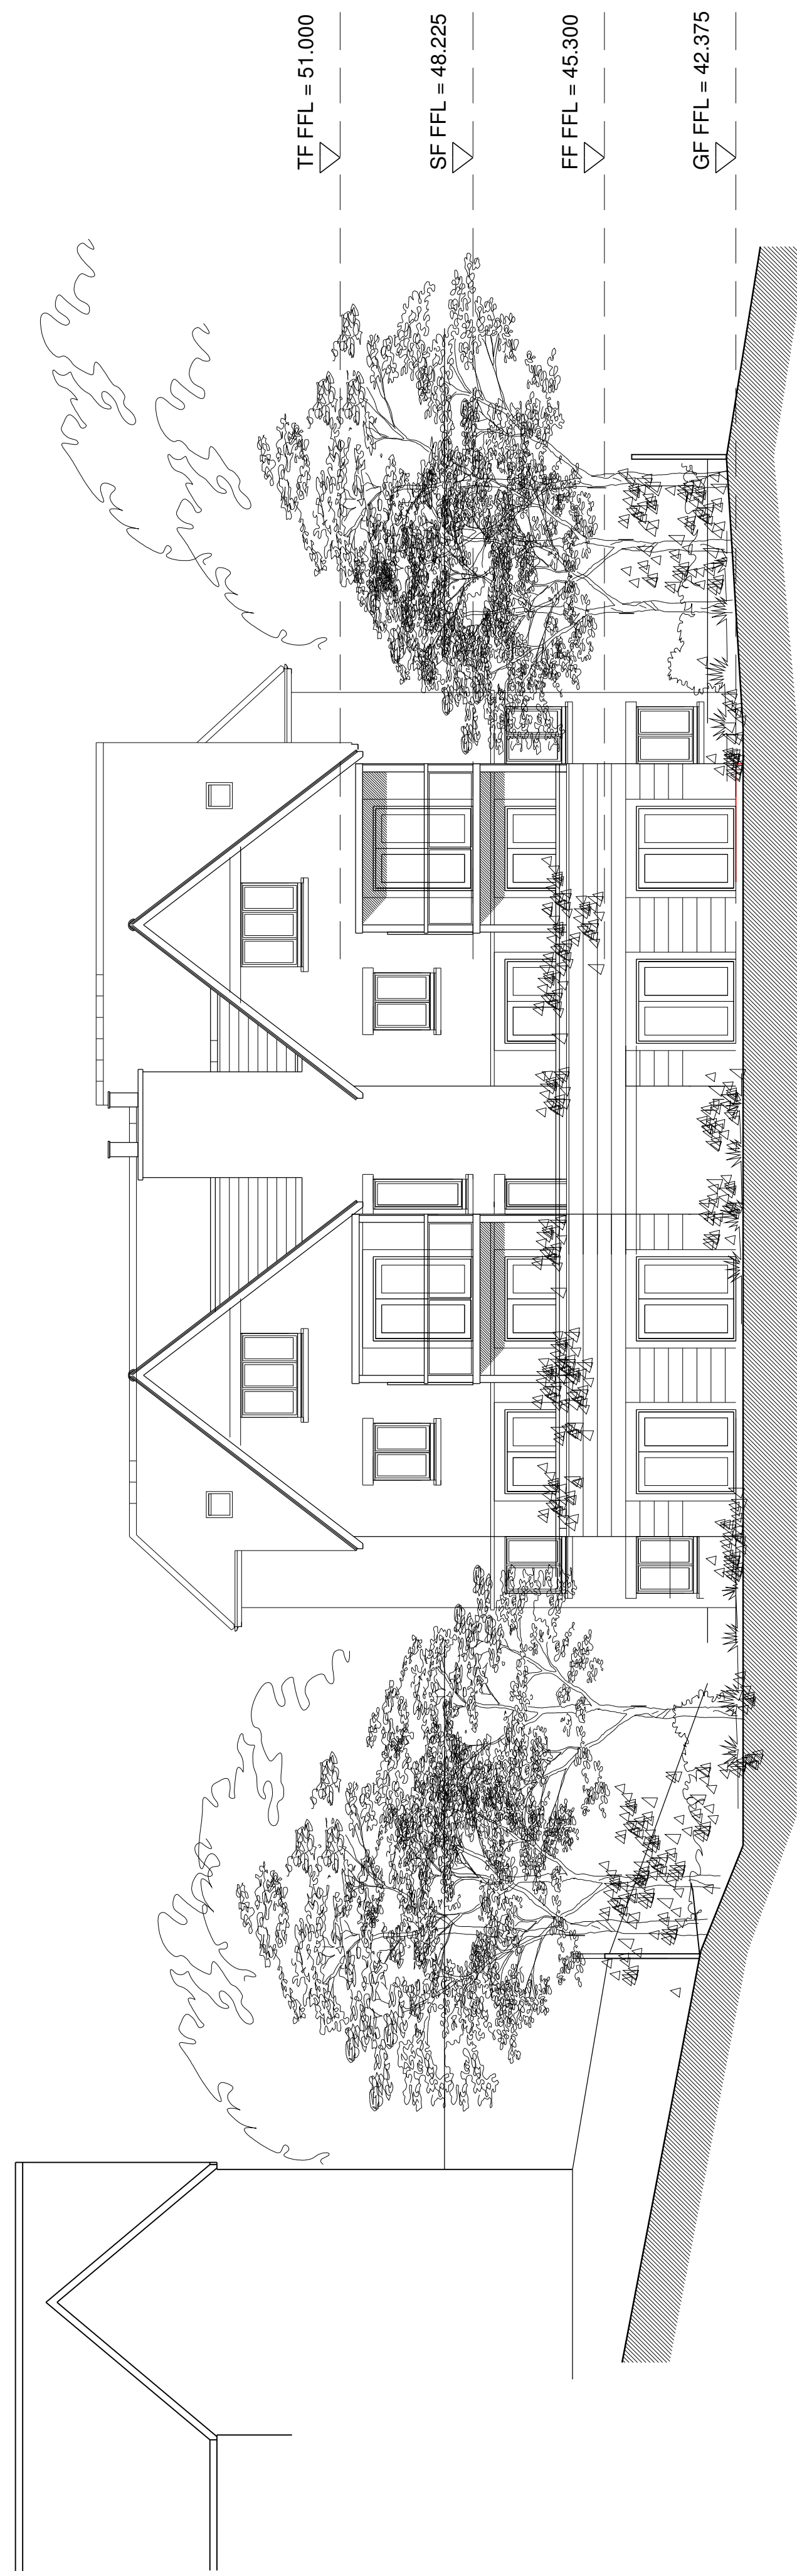 TF FFL = 51.000
SF FFL = 48.225
FF FFL = 45.300
GF FFL = 42.375